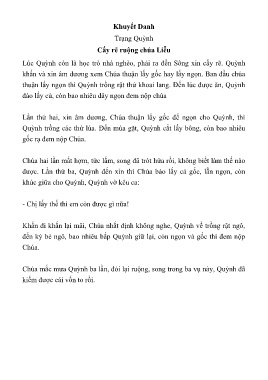 Khuyết Danh
Trạng Quỳnh
Cấy rẽ ruộng chúa Liễu
Lúc Quỳnh còn là học trò nhà nghèo, phải ra đền Sòng xin cấy rẽ. Quỳnh
khấn và xin âm dương xem Chúa thuận lấy gốc hay lấy ngọn. Ban đầu chúa
thuận lấy ngọn thì Quỳnh trồng rặt thứ khoai lang. Đến lúc được ăn, Quỳnh
đào lấy củ, còn bao nhiêu dây ngọn đem nộp chúa
Lần thứ hai, xin âm dương, Chúa thuận lấy gốc để ngọn cho Quỳnh, thì
Quỳnh trồng các thứ lúa. Đến mùa gặt, Quỳnh cắt lấy bông, còn bao nhiêu
gốc rạ đem nộp Chúa.
Chúa hai lần mất hợm, tức lắm, song đã trót hứa rồi, không biết làm thế nào
được. Lần thứ ba, Quỳnh đến xin thì Chúa bảo lấy cả gốc, lẫn ngọn, còn
khúc giữa cho Quỳnh, Quỳnh vờ kêu ca:
- Chị lấy thế thì em còn được gì nữa!
Khấn đi khấn lại mãi, Chúa nhất định không nghe, Quỳnh về trồng rặt ngô,
đến kỳ bẻ ngô, bao nhiêu bắp Quỳnh giữ lại, còn ngọn và gốc thì đem nộp
Chúa.
Chúa mắc mưu Quỳnh ba lần, đòi lại ruộng, song trong ba vụ này, Quỳnh đã
kiếm được cái vốn to rồi.